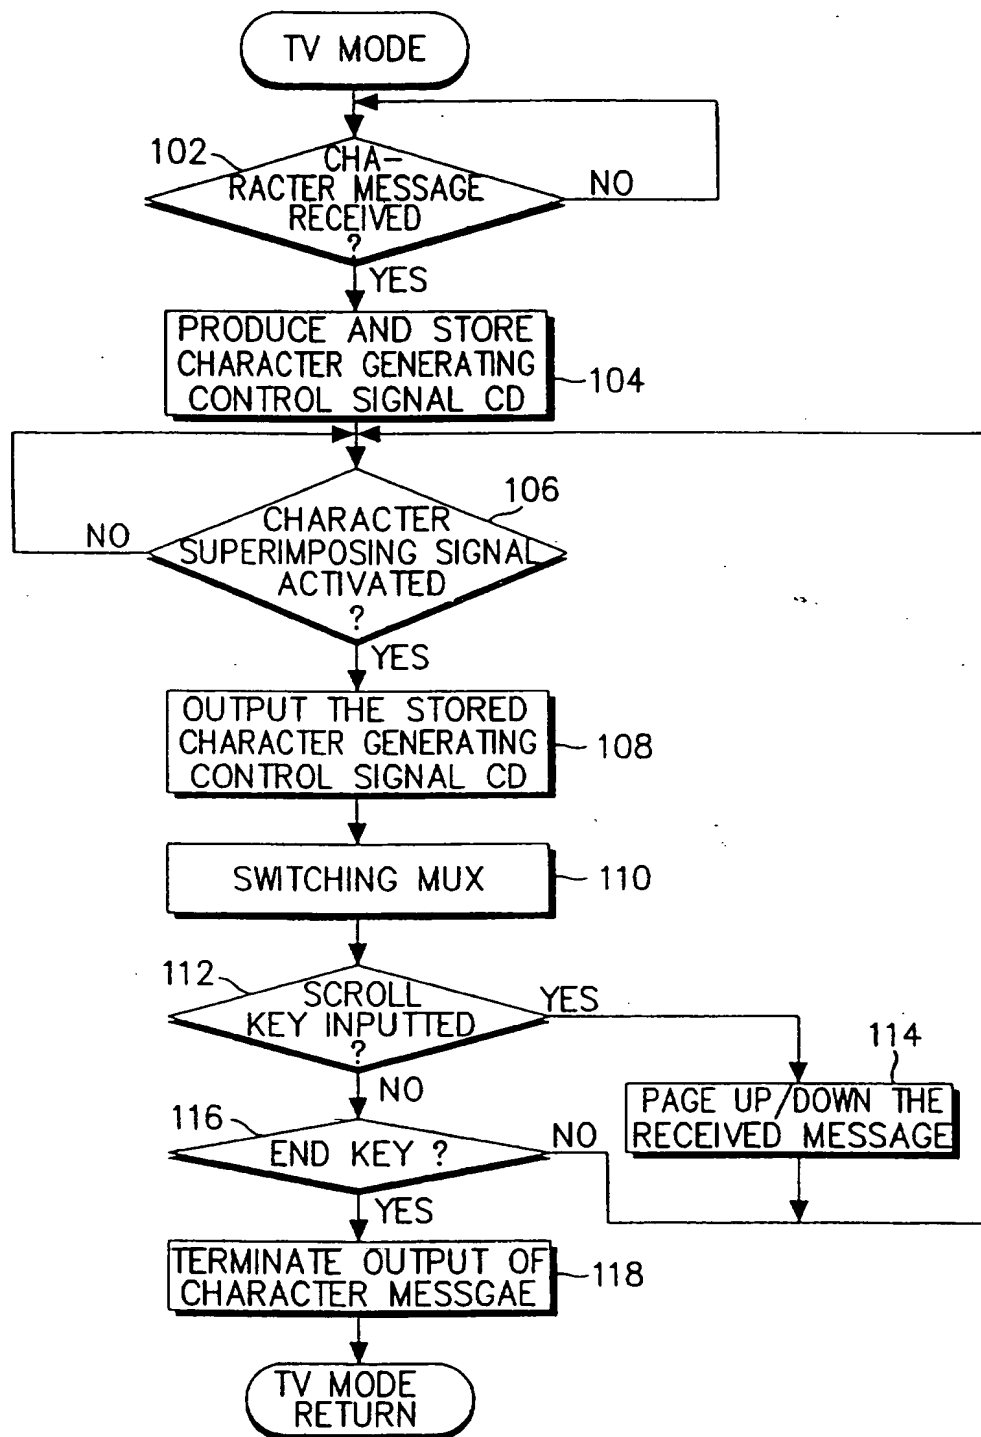 TV MODE
102
CHA-
RACTER MESSAGE
RECEIVED
?
NO
YES
PRODUCE AND STORE
CHARACTER GENERATING
CONTROL SIGNAL CD
104
106
CHARACTER
SUPERIMPOSING SIGNAL
ACTIVATED
?
NO
YES
OUTPUT THE STORED
CHARACTER GENERATING
CONTROL SIGNAL CD
108
SWITCHING MUX
110
112
SCROLL
KEY INPUTTED
?
YES
NO
114
PAGE UP/DOWN THE
RECEIVED MESSAGE
116
END KEY ?
NO
YES
TERMINATE OUTPUT OF
CHARACTER MESSGAE
118
TV MODE
RETURN